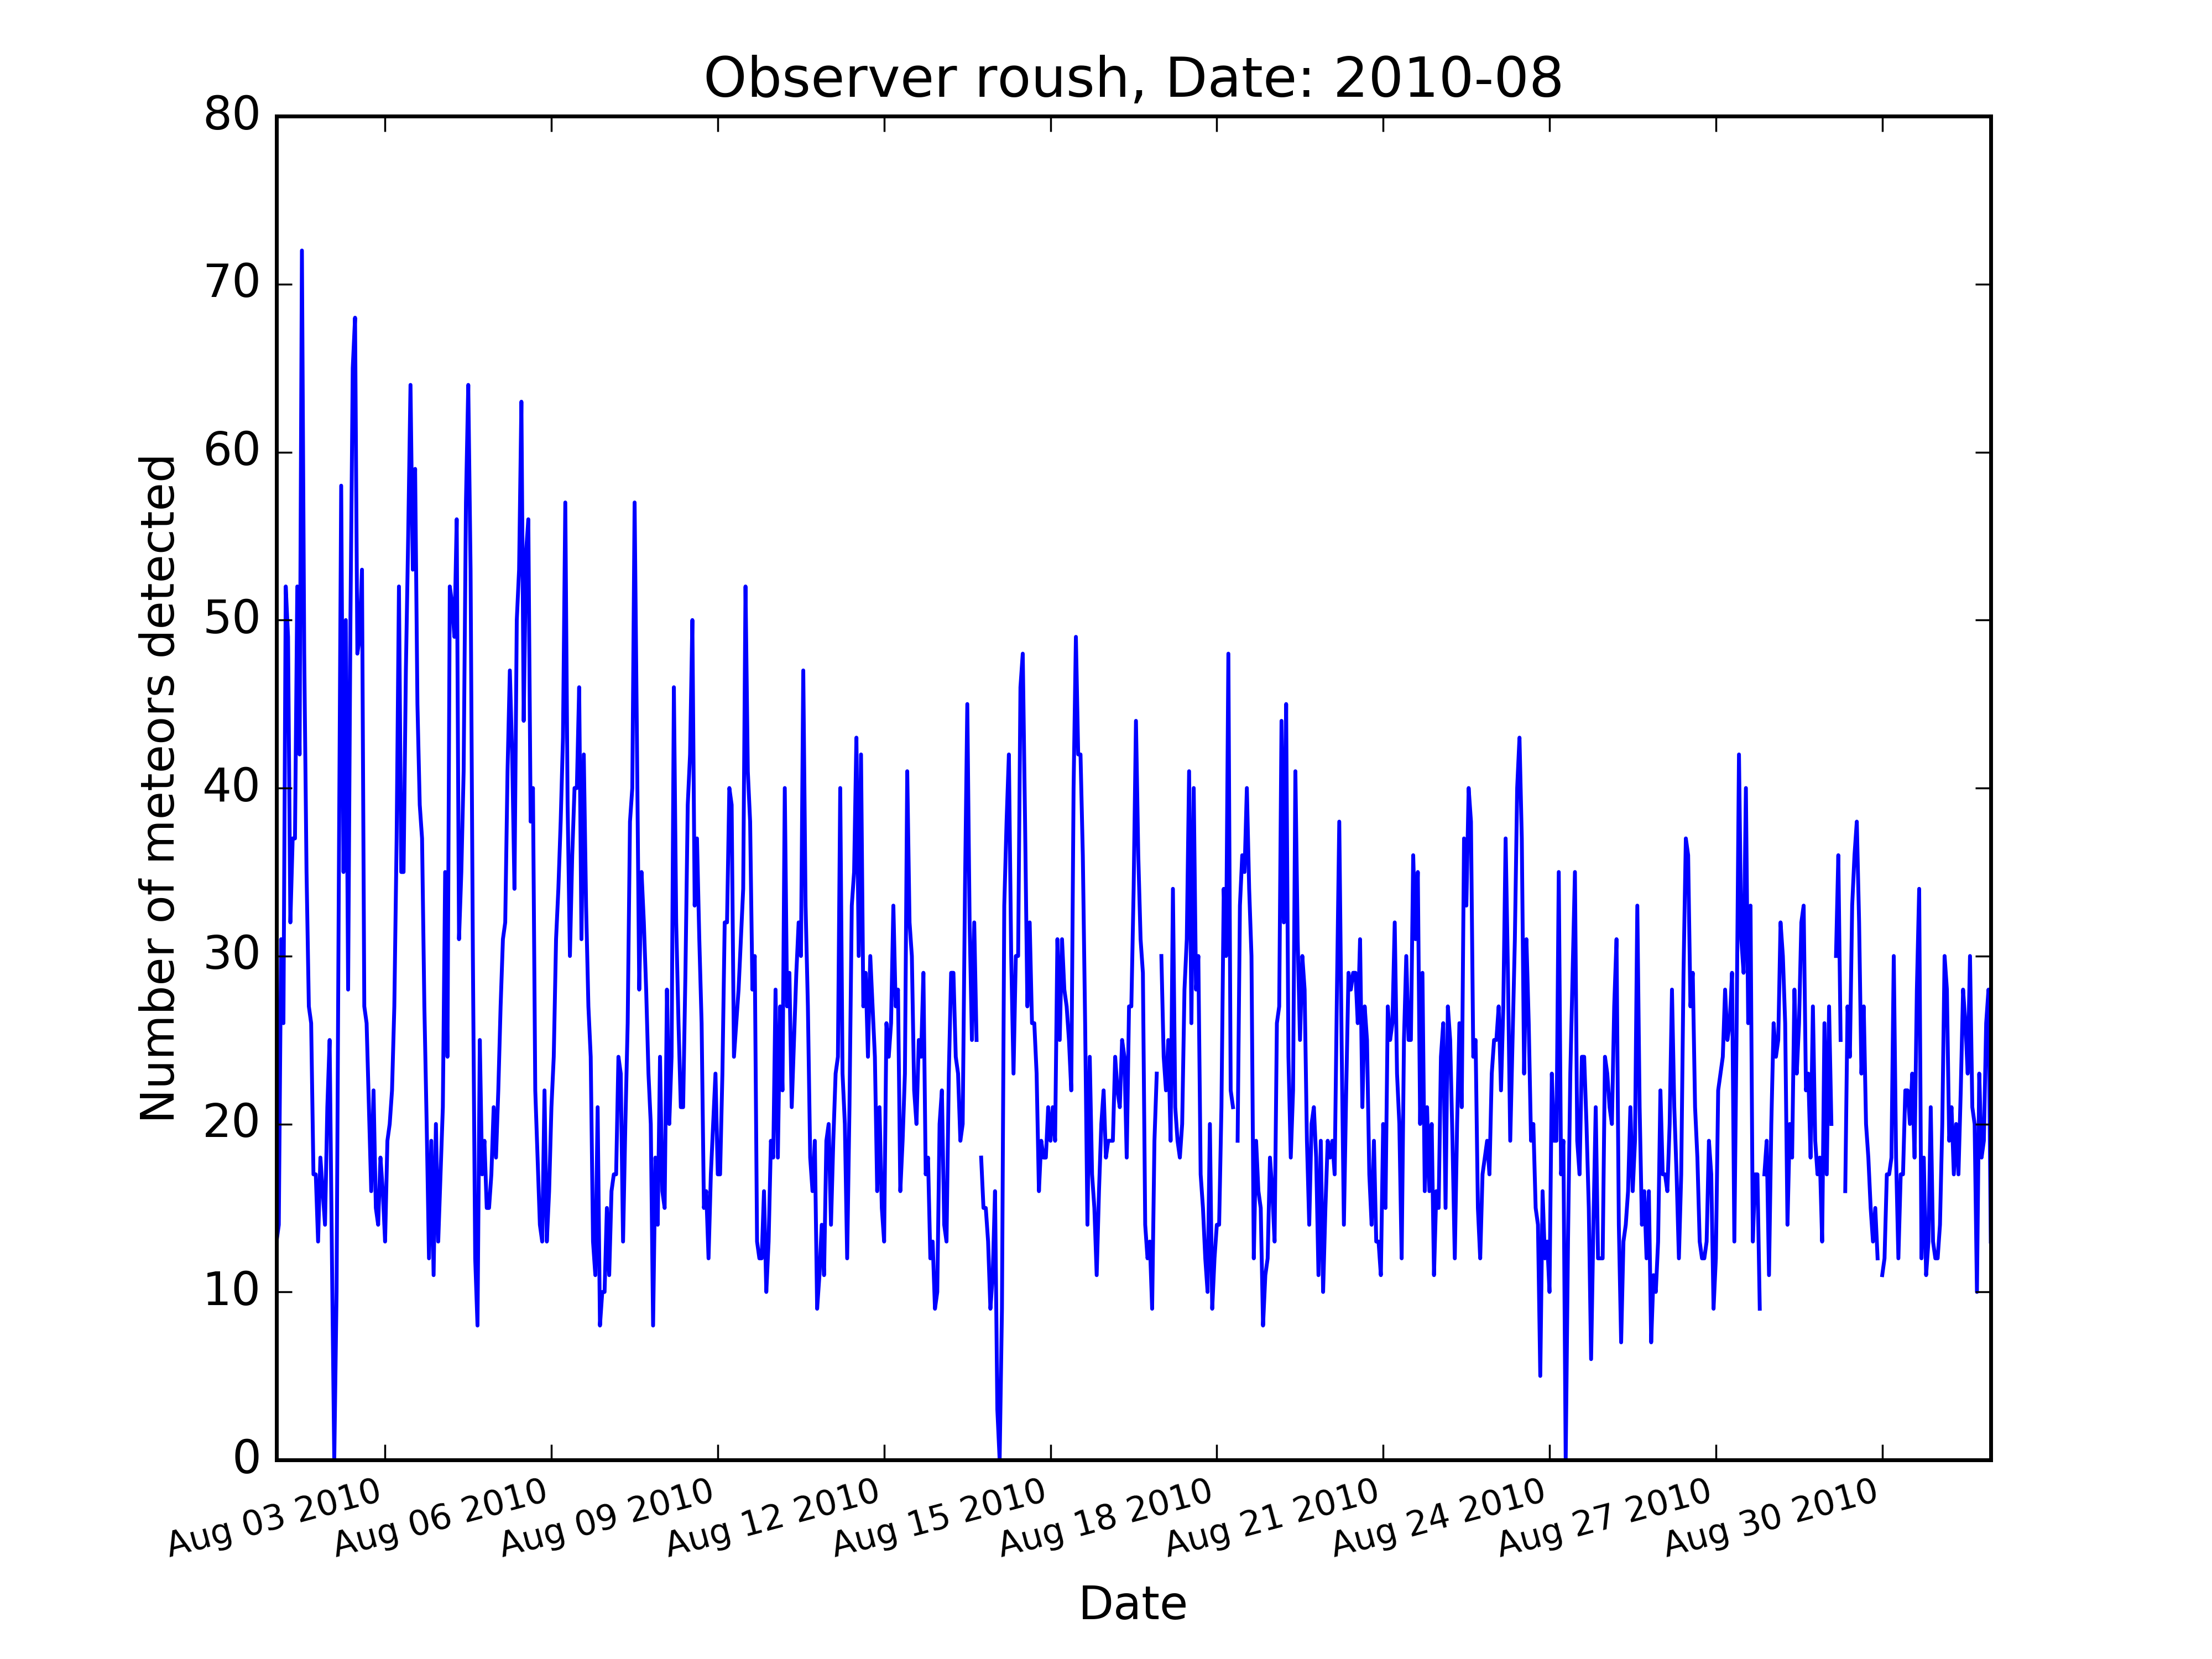 Observer roush, Date: 2010-08
80
70
60
50
40
30
20
10
0
Number of meteors detected
Aug 03 2010
Aug 06 2010
Aug 09 2010
Aug 12 2010
Aug 15 2010
Aug 18 2010
Aug 21 2010
Aug 24 2010
Aug 27 2010
Aug 30 2010
Date